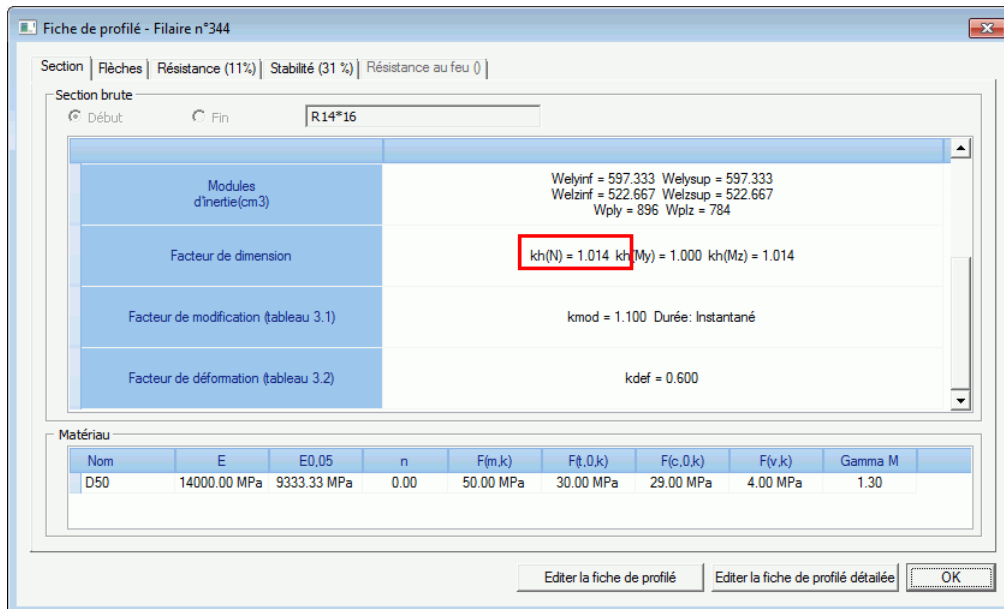 Fiche de profilé - Filaire n°344
Section Flèches Résistance (11%) Stabilité (31 %) Résistance au feu ()
Section brute
Début Fin R14*16
Modules
d'inertie(cm3)
Welyinf = 597.333 Welysup = 597.333
Welzinf = 522.667 Welzsup = 522.667
Wply = 896 Wplz = 784
Facteur de dimension kh(N) = 1.014 kh(My) = 1.000 kh(Mz) = 1.014
Facteur de modification (tableau 3.1) kmod = 1.100 Durée: Instantané
Facteur de déformation (tableau 3.2) kdef = 0.600
Matériau
Nom E E0,05 n F(m,k) F(t,0,k) F(c,0,k) F(v,k) Gamma M
D50 14000.00 MPa 9333.33 MPa 0.00 50.00 MPa 30.00 MPa 29.00 MPa 4.00 MPa 1.30
Editer la fiche de profilé Editer la fiche de profilé détailée OK